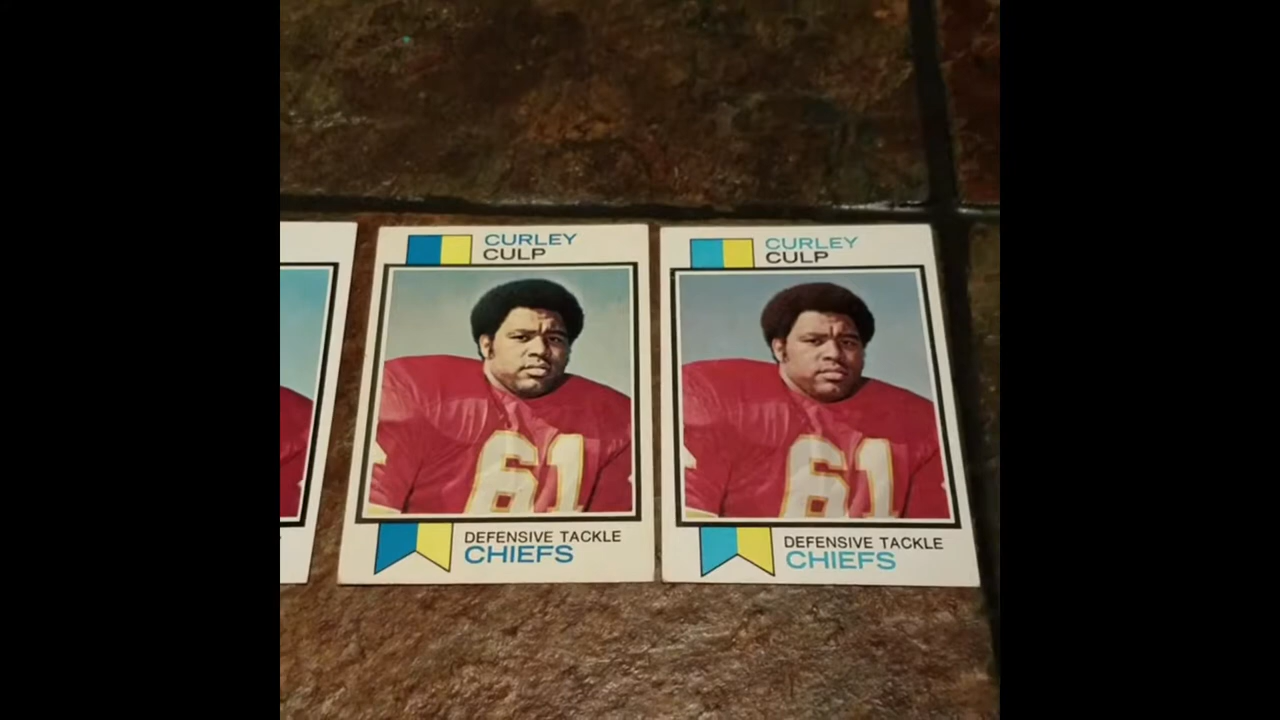 CURLEY
CULP
61
DEFENSIVE TACKLE
CHIEFS
CURLEY
CULP
61
DEFENSIVE TACKLE
CHIEFS